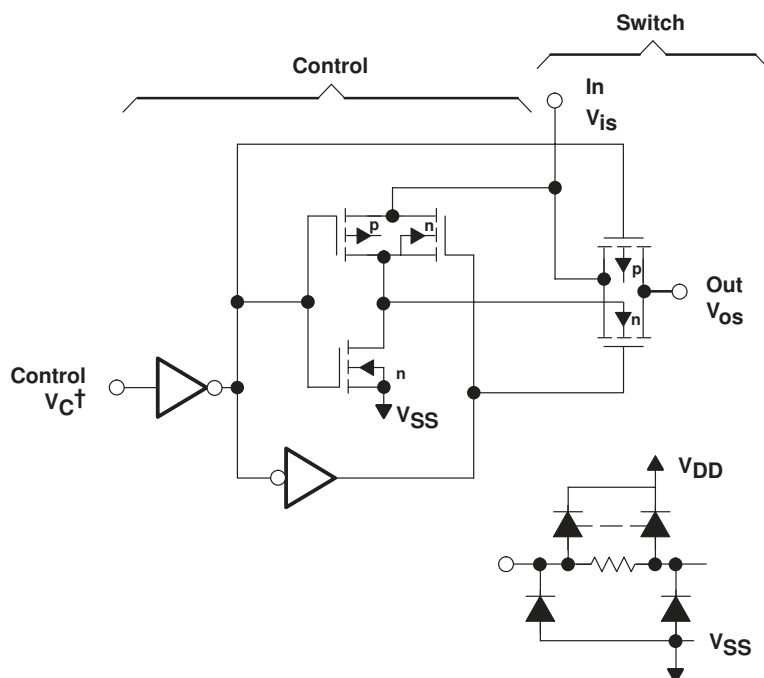 Switch
Control
In
Vis
p
n
p
n
Out
Vos
Control
VC†
n
VSS
VDD
VSS